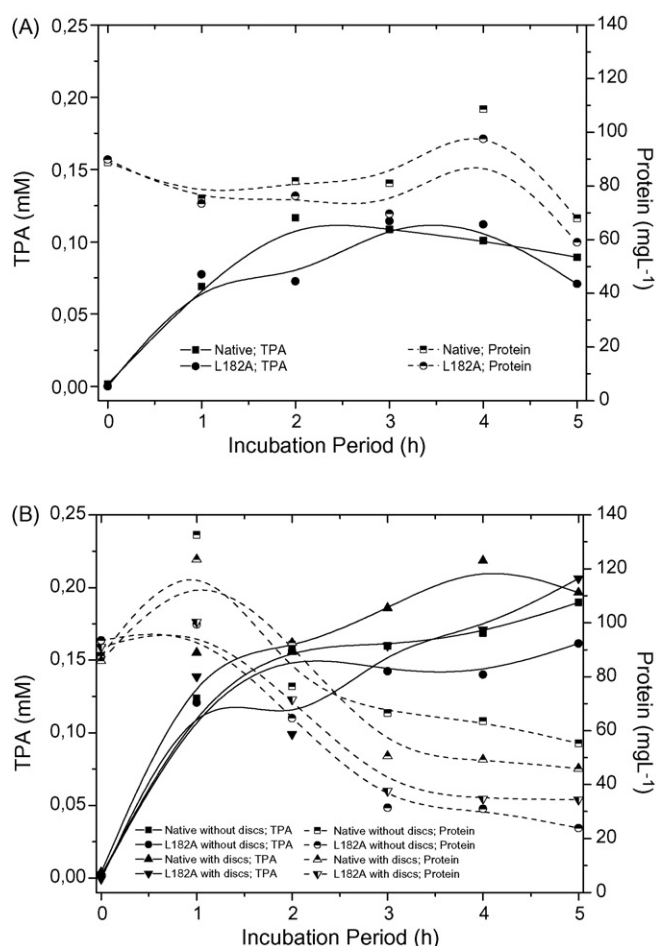 (A)
0,25
0,20
0,15
0,10
0,05
0,00
TPA (mM)
140
120
100
80
60
40
20
0
Protein (mgL-1)
Native; TPA
L182A; TPA
Native; Protein
L182A; Protein
0 1 2 3 4 5
Incubation Period (h)
(B)
0,25
0,20
0,15
0,10
0,05
0,00
TPA (mM)
140
120
100
80
60
40
20
0
Protein (mgL-1)
Native without discs; TPA
L182A without discs; TPA
Native with discs; TPA
L182A with discs; TPA
Native without discs; Protein
L182A without discs; Protein
Native with discs; Protein
L182A with discs; Protein
0 1 2 3 4 5
Incubation Period (h)